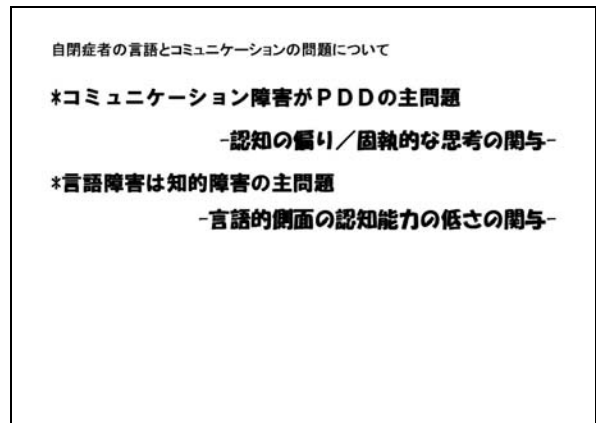 自閉症者の言語とコミュニケーションの問題について
*コミュニケーション障害がPDDの主問題
-認知の偏り/固執的な思考の関与-
*言語障害は知的障害の主問題
-言語的側面の認知能力の低さの関与-